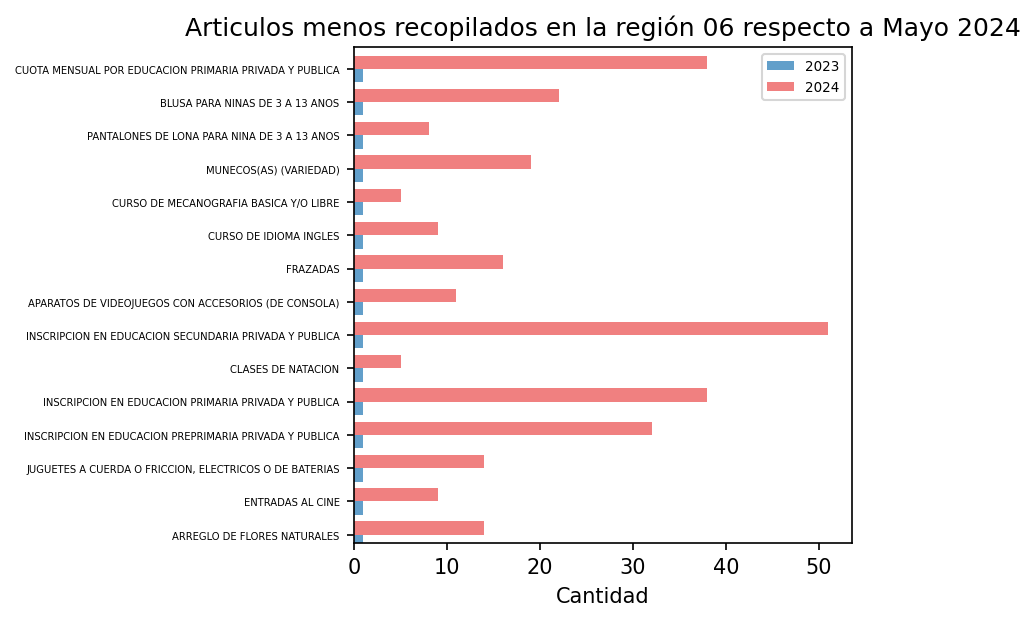 Articulos menos recopilados en la región 06 respecto a Mayo 2024
2023
2024
CUOTA MENSUAL POR EDUCACION PRIMARIA PRIVADA Y PUBLICA
BLUSA PARA NINAS DE 3 A 13 ANOS
PANTALONES DE LONA PARA NINA DE 3 A 13 ANOS
MUNECOS(AS) (VARIEDAD)
CURSO DE MECANOGRAFIA BASICA Y/O LIBRE
CURSO DE IDIOMA INGLES
FRAZADAS
APARATOS DE VIDEOJUEGOS CON ACCESORIOS (DE CONSOLA)
INSCRIPCION EN EDUCACION SECUNDARIA PRIVADA Y PUBLICA
CLASES DE NATACION
INSCRIPCION EN EDUCACION PRIMARIA PRIVADA Y PUBLICA
INSCRIPCION EN EDUCACION PREPRIMARIA PRIVADA Y PUBLICA
JUGUETES A CUERDA O FRICCION, ELECTRICOS O DE BATERIAS
ENTRADAS AL CINE
ARREGLO DE FLORES NATURALES
0 10 20 30 40 50
Cantidad